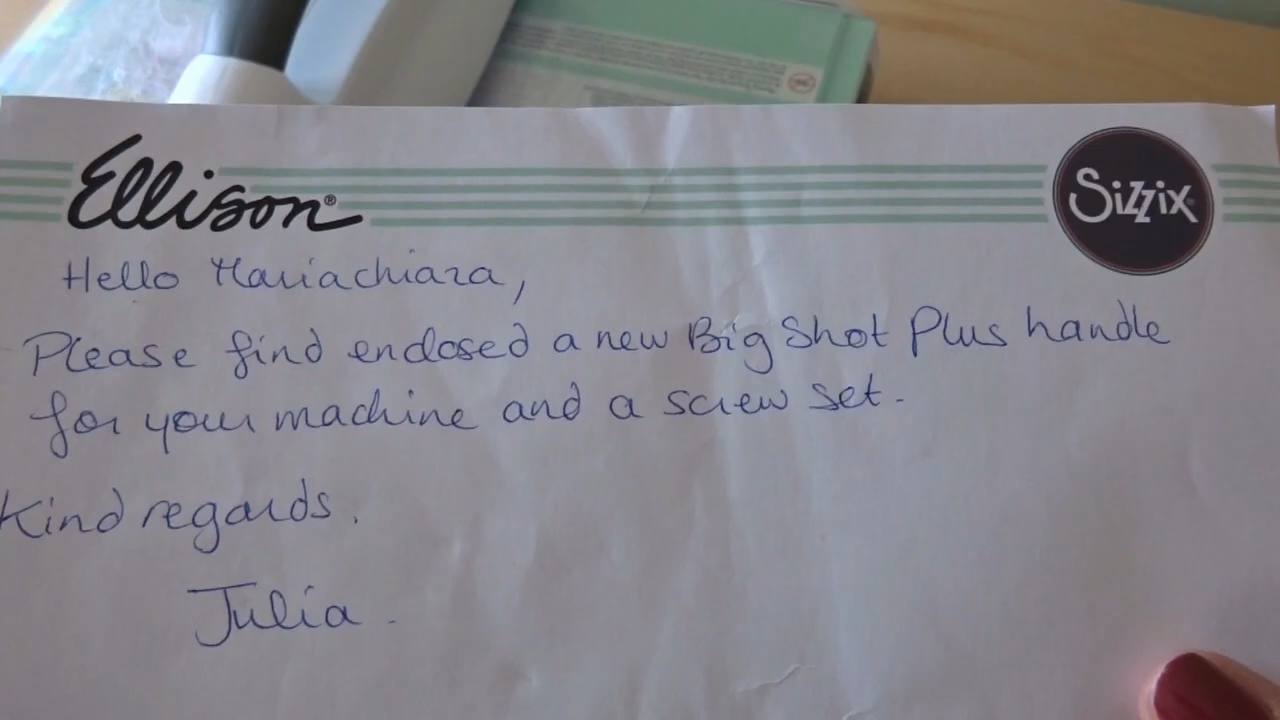 Ellison®
Sizzix
Hello Mariachiara,
Please find enclosed a new Big Shot Plus handle
for your machine and a screw set.
Kind regards.
Julia.